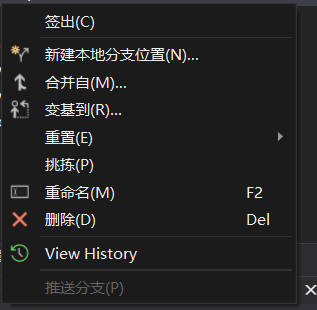 签出(C)
新建本地分支位置(N)...
合并自(M)...
变基到(R)...
重置(E)
挑拣(P)
重命名(M) F2
删除(D) Del
View History
推送分支(P)